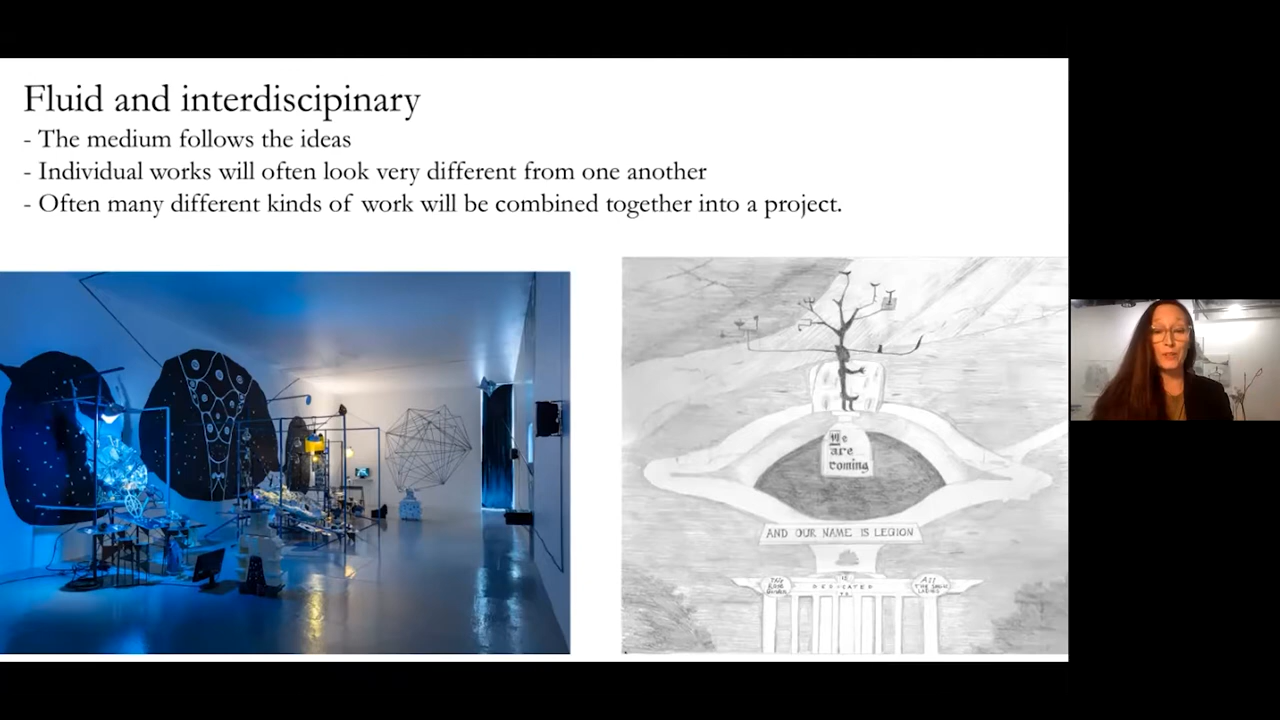 Fluid and interdiscipinary
- The medium follows the ideas
- Individual works will often look very different from one another
- Often many different kinds of work will be combined together into a project.
We
are
coming
AND OUR NAME IS LEGION
IS
DEDICATED